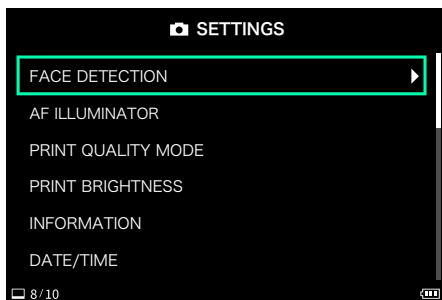 SETTINGS
FACE DETECTION
AF ILLUMINATOR
PRINT QUALITY MODE
PRINT BRIGHTNESS
INFORMATION
DATE/TIME
8/10